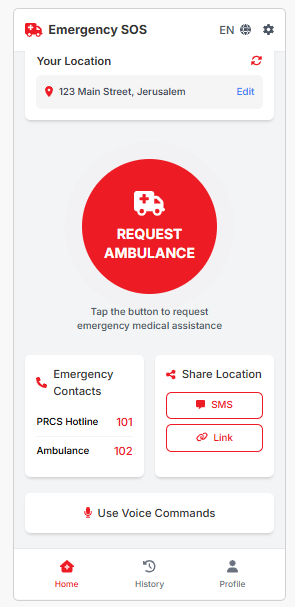 Emergency SOS
EN
Your Location
123 Main Street, Jerusalem
Edit
REQUEST
AMBULANCE
Tap the button to request
emergency medical assistance
Emergency
Contacts
PRCS Hotline 101
Ambulance 102
Share Location
SMS
Link
Use Voice Commands
Home
History
Profile